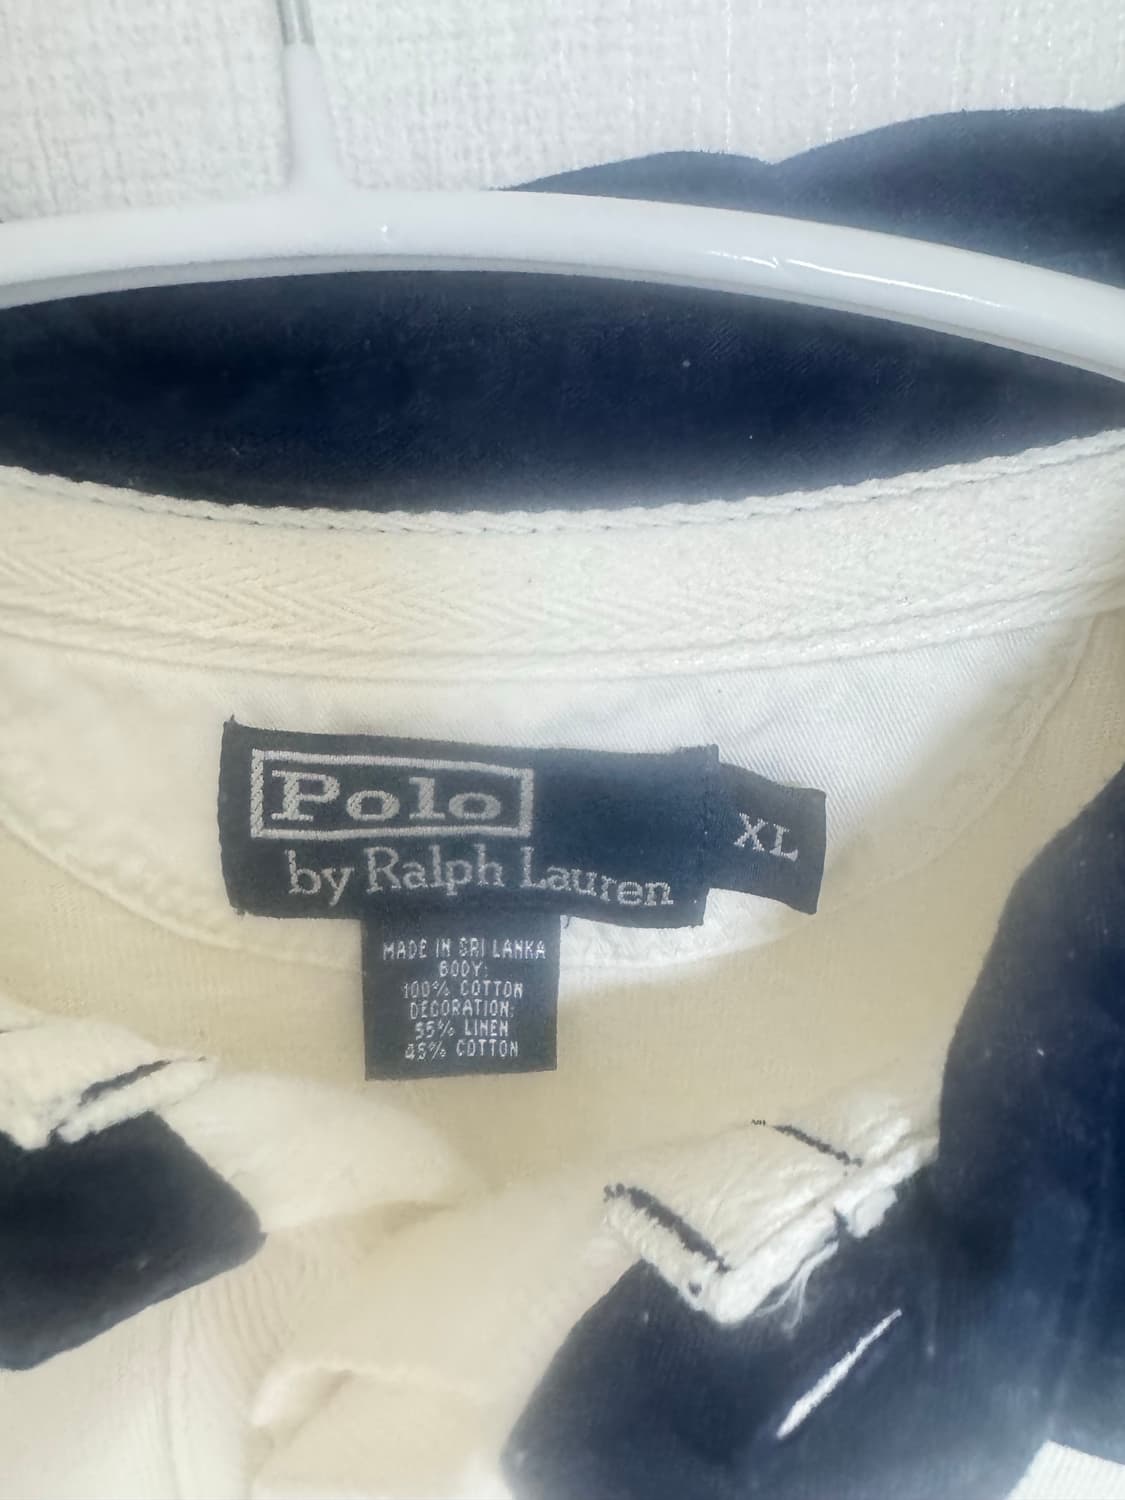 Polo
by Ralph Lauren
XL
MADE IN SRI LANKA
BODY:
100% COTTON
DECORATION:
55% LINEN
45% COTTON